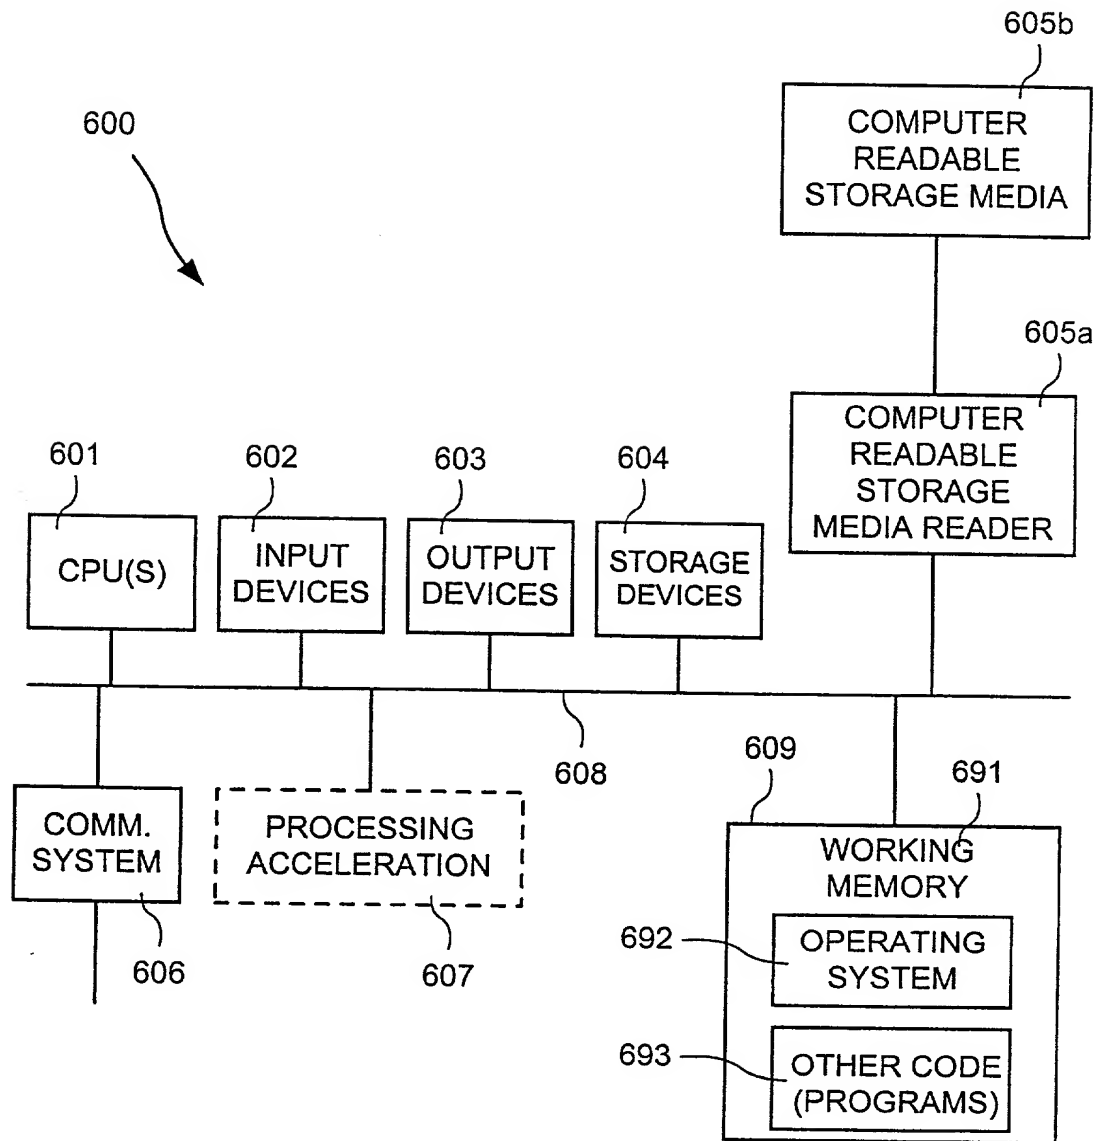 605b
COMPUTER
READABLE
STORAGE MEDIA
600
605a
COMPUTER
READABLE
STORAGE
MEDIA READER
601
602
603
604
CPU(S)
INPUT
DEVICES
OUTPUT
DEVICES
STORAGE
DEVICES
608
609
691
COMM.
SYSTEM
PROCESSING
ACCELERATION
WORKING
MEMORY
606
607
692
OPERATING
SYSTEM
693
OTHER CODE
(PROGRAMS)